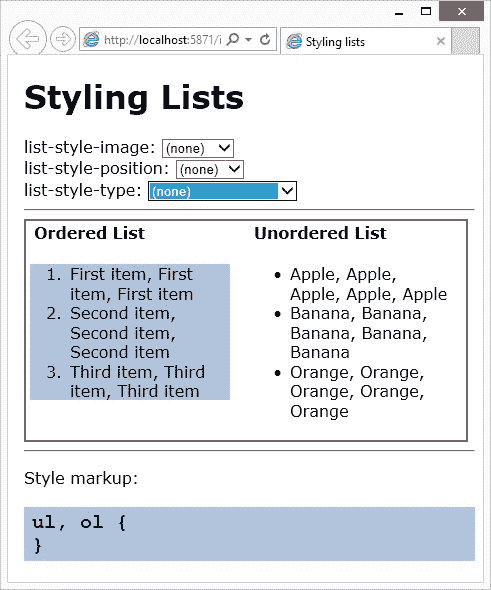 http://localhost:5871/i
Styling lists
Styling Lists
list-style-image: (none)
list-style-position: (none)
list-style-type: (none)
Ordered List
1. First item, First
item, First item
2. Second item,
Second item,
Second item
3. Third item, Third
item, Third item
Unordered List
• Apple, Apple,
Apple, Apple, Apple
• Banana, Banana,
Banana, Banana,
Banana
• Orange, Orange,
Orange, Orange,
Orange
Style markup:
ul, ol {
}